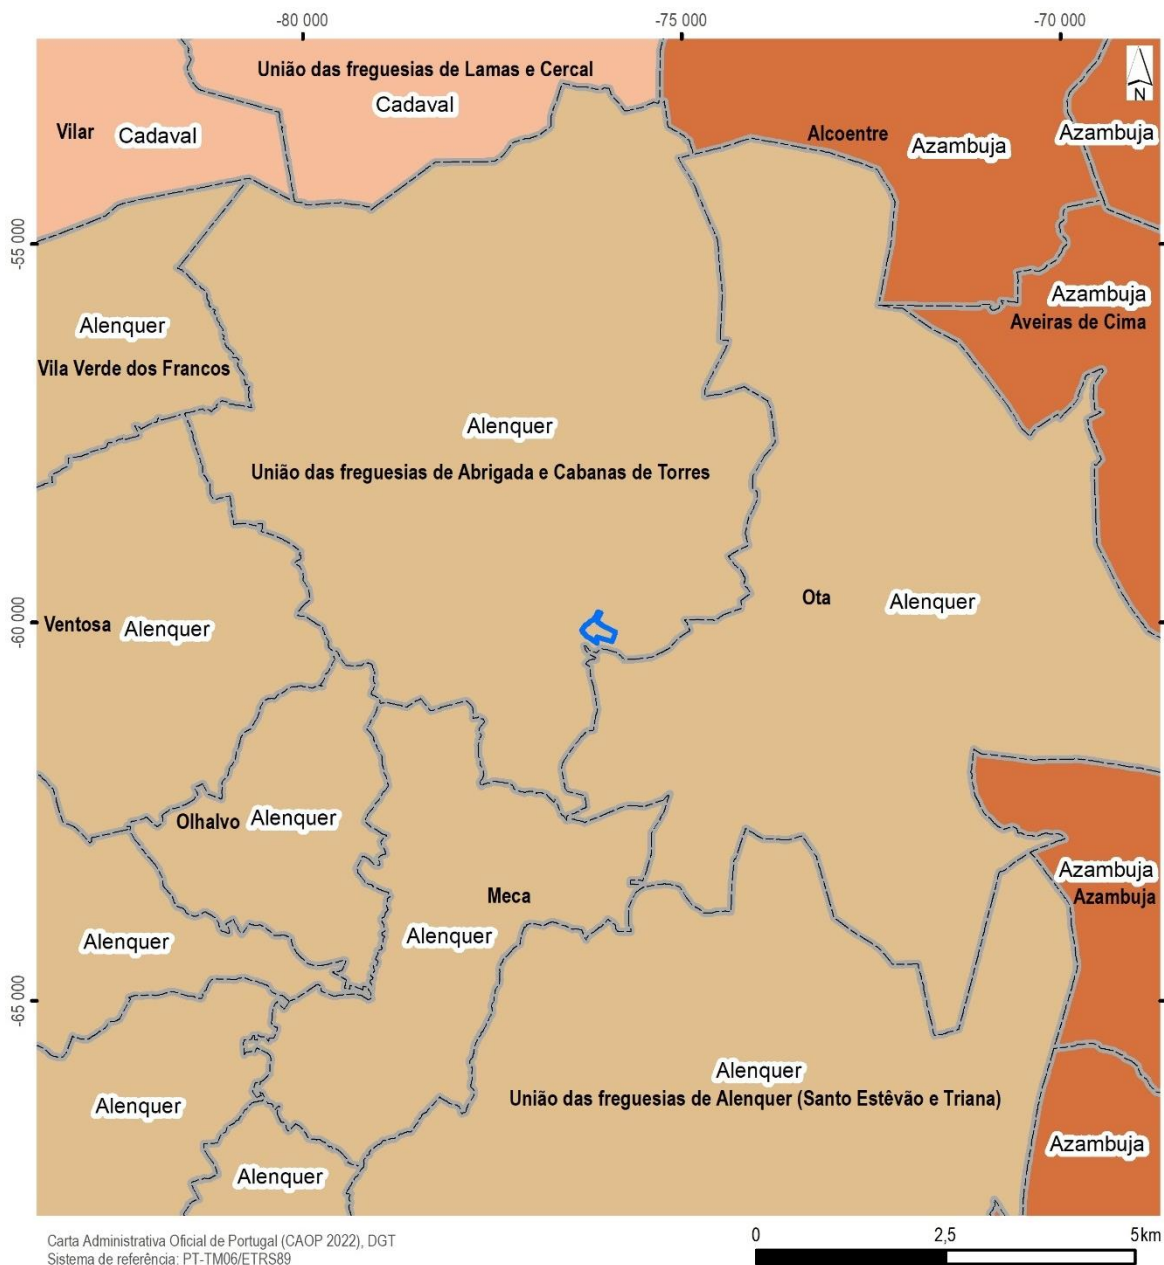 -80 000
-75 000
-70 000
União das freguesias de Lamas e Cercal
Cadaval
Vilar
Cadaval
Alcoentre
Azambuja
Azambuja
N
-55 000
Azambuja
Aveiras de Cima
Alenquer
Vila Verde dos Francos
Alenquer
União das freguesias de Abrigada e Cabanas de Torres
Ota
Alenquer
-60 000
Ventosa
Alenquer
Olhalvo
Alenquer
Azambuja
Azambuja
Meca
Alenquer
Alenquer
-65 000
Alenquer
União das freguesias de Alenquer (Santo Estêvão e Triana)
Alenquer
Azambuja
Alenquer
Carta Administrativa Oficial de Portugal (CAOP 2022), DGT
Sistema de referência: PT-TM06/ETRS89
0
2,5
5km